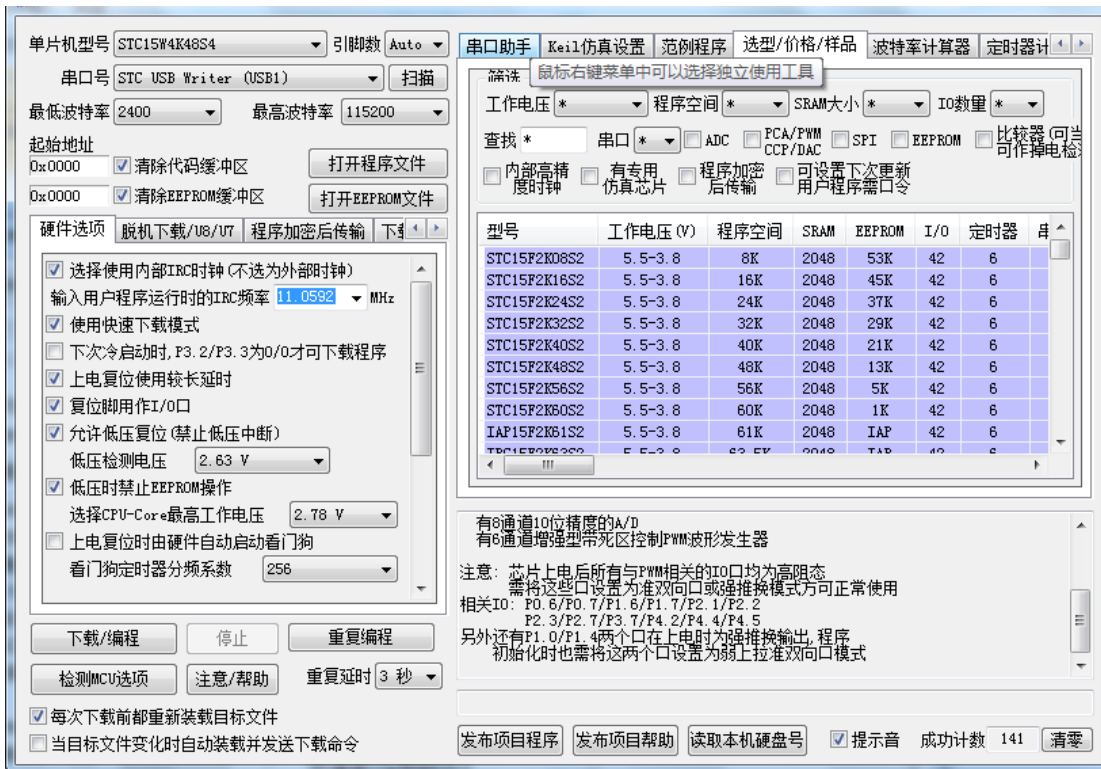 单片机型号 STC15W4K48S4 引脚数 Auto
串口号 STC USB Writer (USB1) 扫描
最低波特率 2400 最高波特率 115200
起始地址
0x0000 清除代码缓冲区 打开程序文件
0x0000 清除EEPROM缓冲区 打开EEPROM文件
硬件选项 脱机下载/U8/U7 程序加密后传输
选择使用内部IRC时钟(不选为外部时钟)
输入用户程序运行时的IRC频率 11.0592 MHz
使用快速下载模式
下次冷启动时,P3.2/P3.3为0/0才可下载程序
上电复位使用较长延时
复位脚用作I/O口
允许低压复位(禁止低压中断)
低压检测电压 2.63 V
低压时禁止EEPROM操作
选择CPU-Core最高工作电压 2.78 V
上电复位时由硬件自动启动看门狗
看门狗定时器分频系数 256
下载/编程 停止 重复编程
检测MCU选项 注意/帮助 重复延时 3 秒
每次下载前都重新装载目标文件
当目标文件变化时自动装载并发送下载命令
串口助手 Keil仿真设置 范例程序 选型/价格/样品 波特率计算器 定时器计
筛选 鼠标右键菜单中可以选择独立使用工具
工作电压 * 程序空间 * SRAM大小 * IO数量 *
查找 * 串口 * ADC PCA/PWM CCP/DAC SPI EEPROM 比较器(可当 可作掉电检
内部高精度时钟 有专用仿真芯片 程序加密后传输 可设置下次更新用户程序需口令
型号 工作电压(V) 程序空间 SRAM EEPROM I/O 定时器
STC15F2K08S2 5.5-3.8 8K 2048 53K 42 6
STC15F2K16S2 5.5-3.8 16K 2048 45K 42 6
STC15F2K24S2 5.5-3.8 24K 2048 37K 42 6
STC15F2K32S2 5.5-3.8 32K 2048 29K 42 6
STC15F2K40S2 5.5-3.8 40K 2048 21K 42 6
STC15F2K48S2 5.5-3.8 48K 2048 13K 42 6
STC15F2K56S2 5.5-3.8 56K 2048 5K 42 6
STC15F2K60S2 5.5-3.8 60K 2048 1K 42 6
IAP15F2K61S2 5.5-3.8 61K 2048 IAP 42 6
有8通道10位精度的A/D
有6通道增强型带死区控制PWM波形发生器
注意: 芯片上电后所有与PWM相关的IO口均为高阻态
需将这些口设置为准双向口或强推挽模式方可正常使用
相关IO: P0.6/P0.7/P1.6/P1.7/P2.1/P2.2
P2.3/P2.7/P3.7/P4.2/P4.4/P4.5
另外还有P1.0/P1.4两个口在上电时为强推挽输出,程序
初始化时也需将这两个口设置为弱上拉准双向口模式
发布项目程序 发布项目帮助 读取本机硬盘号 提示音 成功计数 141 清零